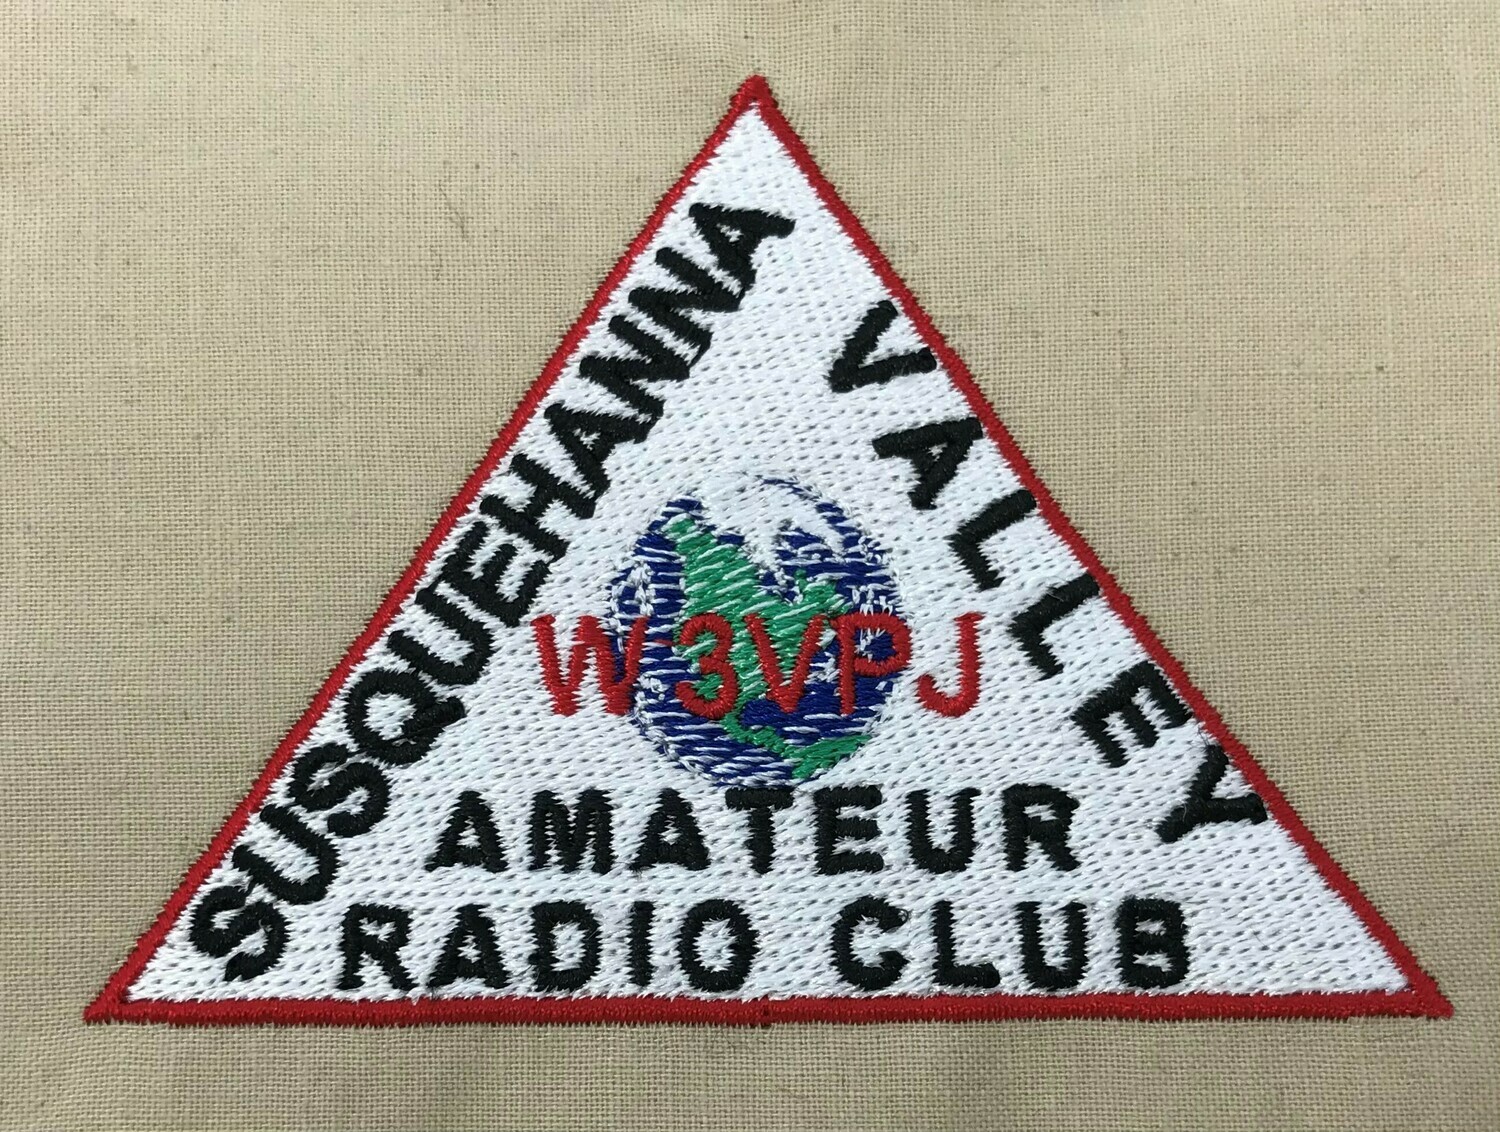 SUSQUEHANNA
VALLEY
W3VPJ
AMATEUR
RADIO CLUB